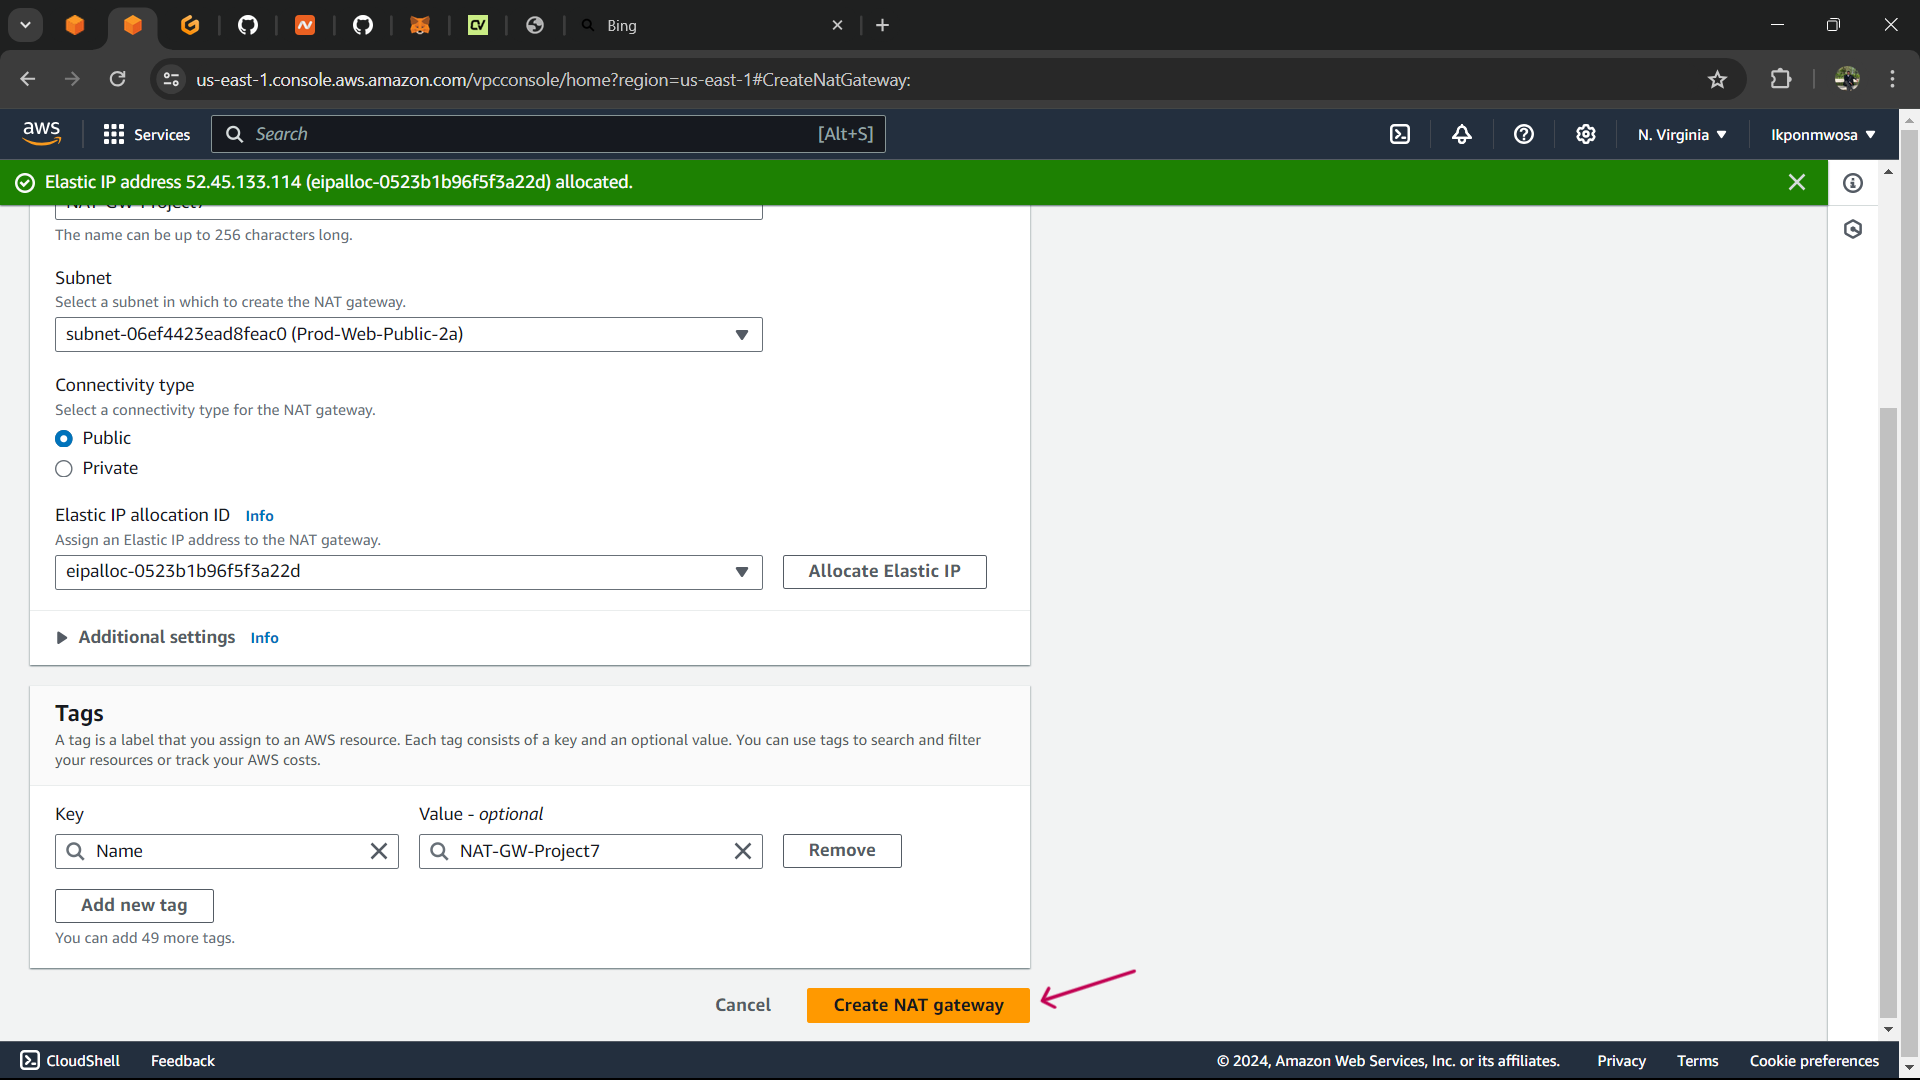 Bing
us-east-1.console.aws.amazon.com/vpcconsole/home?region=us-east-1#CreateNatGateway:
aws Services Search [Alt+S] N. Virginia Ikponmwosa
Elastic IP address 52.45.133.114 (eipalloc-0523b1b96f5f3a22d) allocated.
NAT-GW-Project7
The name can be up to 256 characters long.
Subnet
Select a subnet in which to create the NAT gateway.
subnet-06ef4423ead8feac0 (Prod-Web-Public-2a)
Connectivity type
Select a connectivity type for the NAT gateway.
Public
Private
Elastic IP allocation ID Info
Assign an Elastic IP address to the NAT gateway.
eipalloc-0523b1b96f5f3a22d Allocate Elastic IP
Additional settings Info
Tags
A tag is a label that you assign to an AWS resource. Each tag consists of a key and an optional value. You can use tags to search and filter
your resources or track your AWS costs.
Key Value - optional
Name NAT-GW-Project7 Remove
Add new tag
You can add 49 more tags.
Cancel Create NAT gateway
CloudShell Feedback © 2024, Amazon Web Services, Inc. or its affiliates. Privacy Terms Cookie preferences